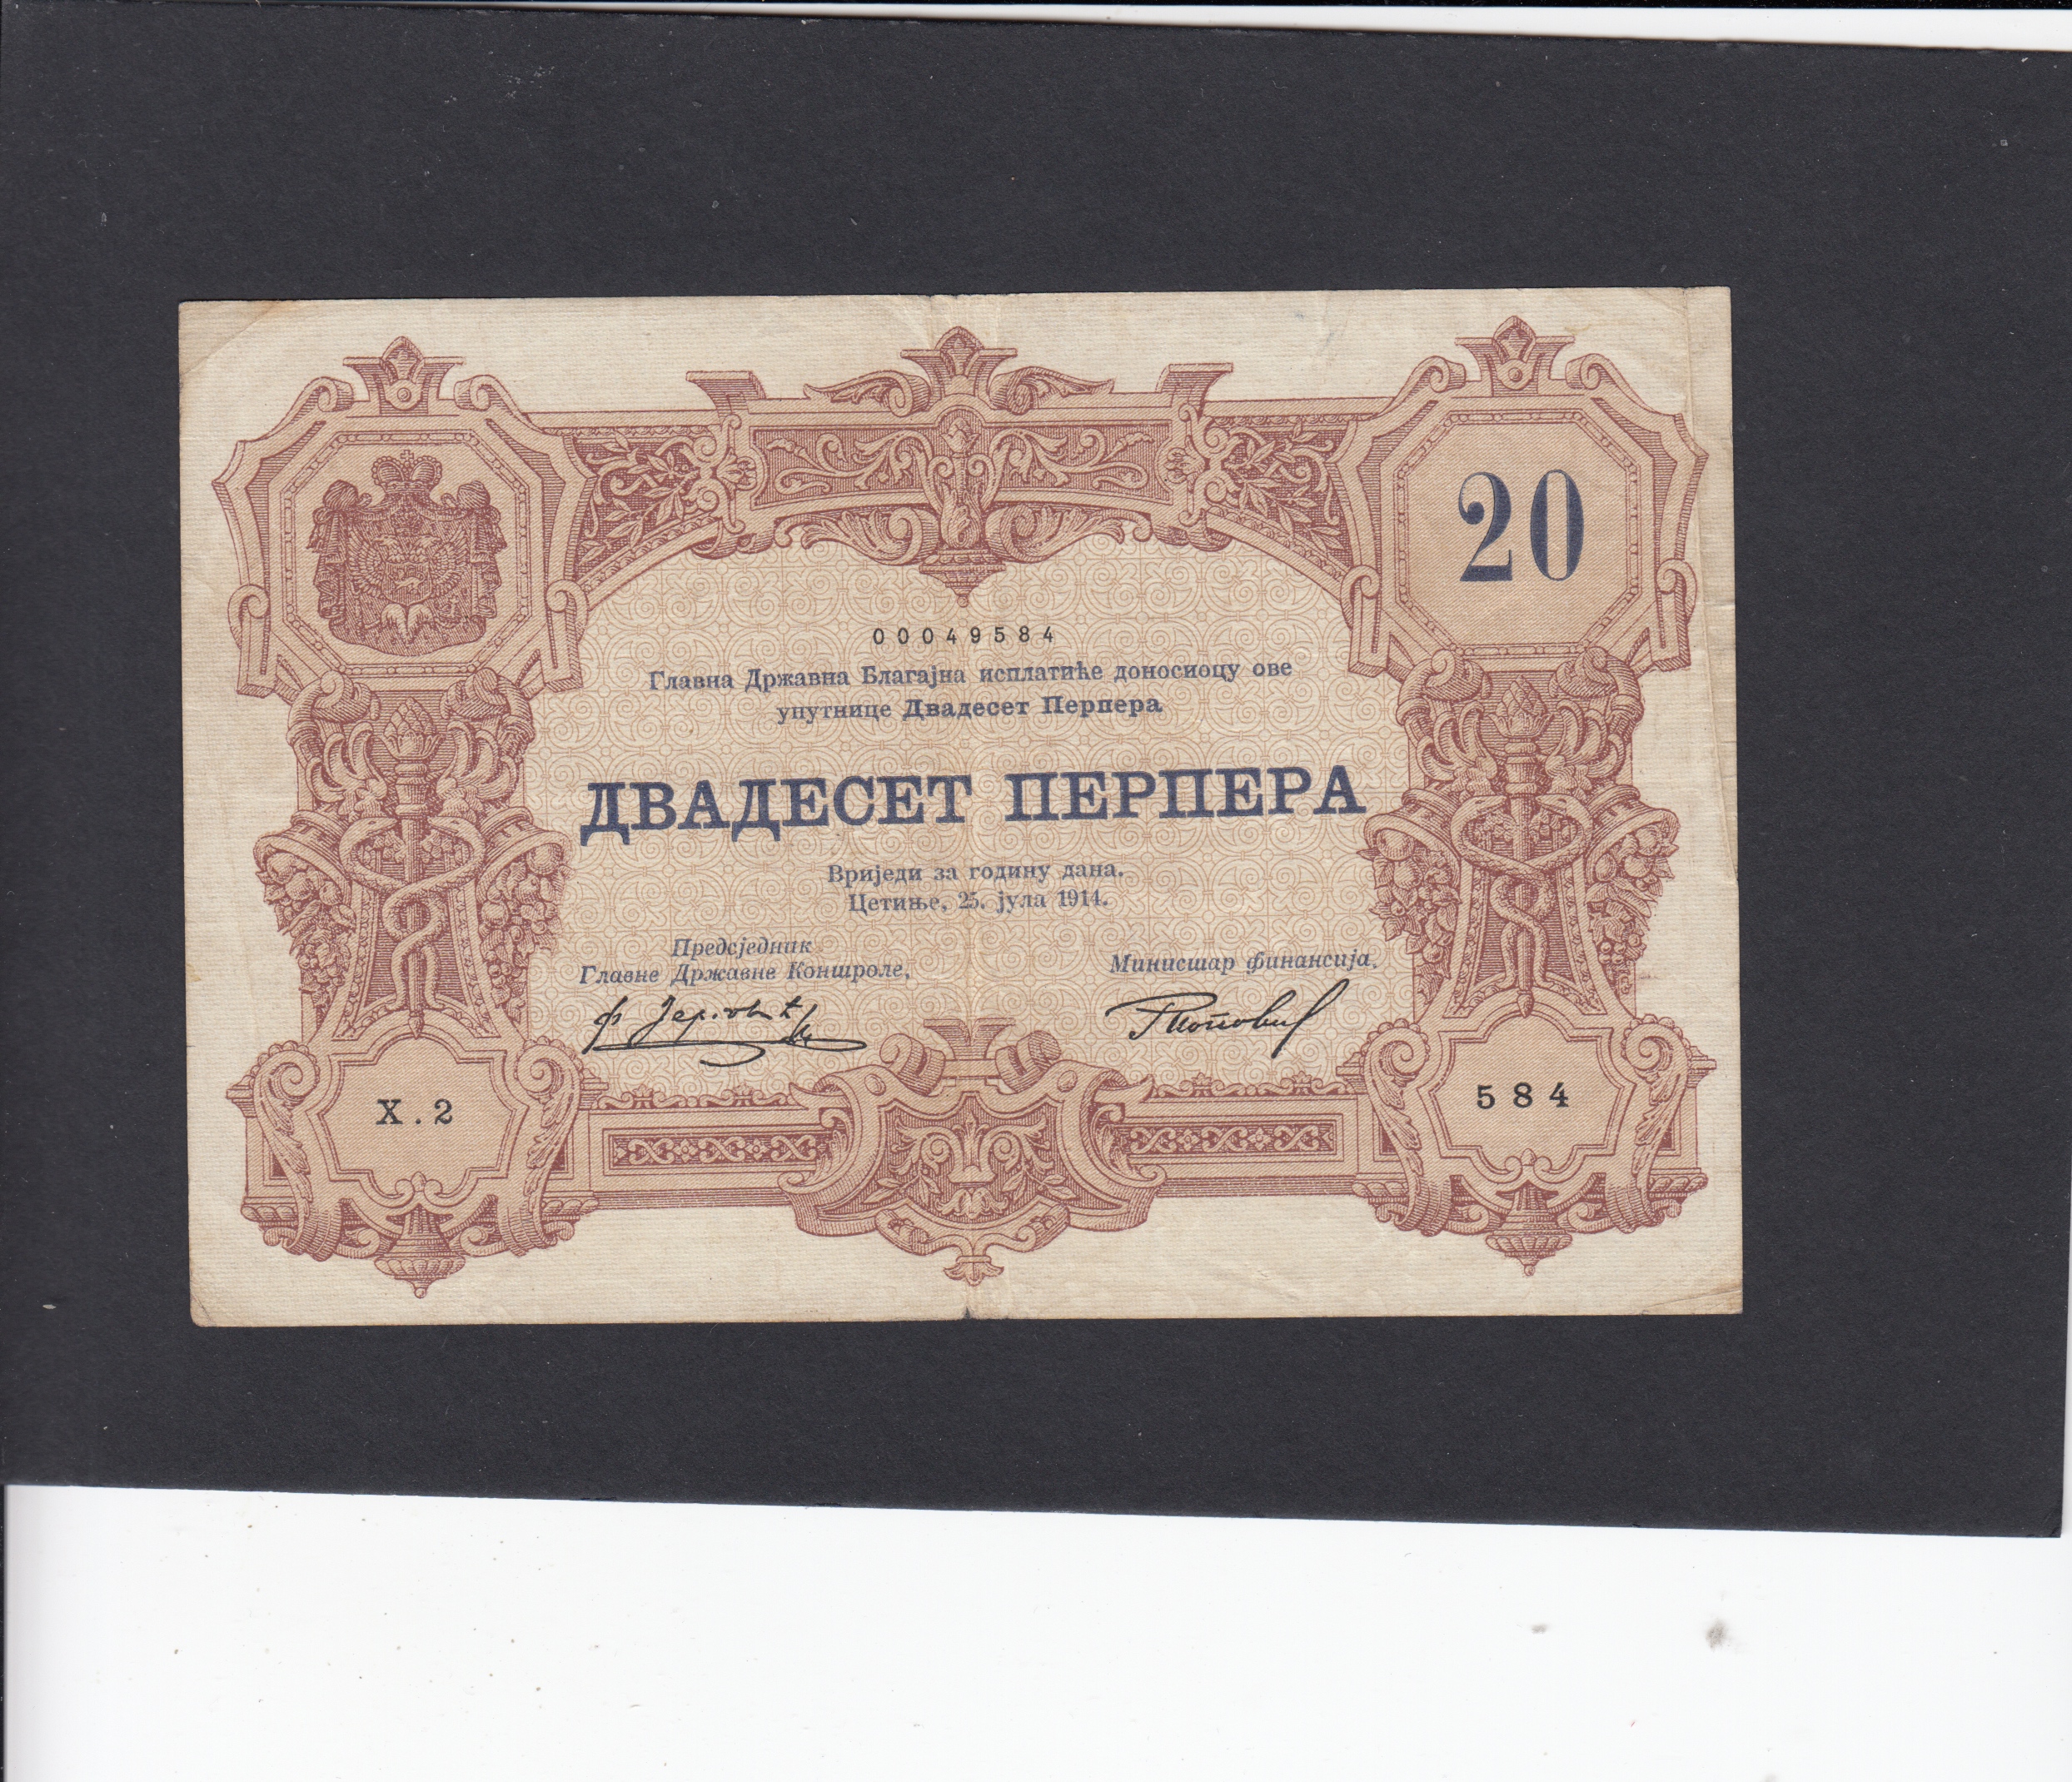 20
00049584
Главна Државна Благајна исплатиће доносиоцу ове
упутнице Двадесет Перпера
ДВАДЕСЕТ ПЕРПЕРА
Вриједи за годину дана.
Цетиње, 25. јула 1914.
Предсједник
Главне Државне Контроле,
Министар финансија,
Х.2
584